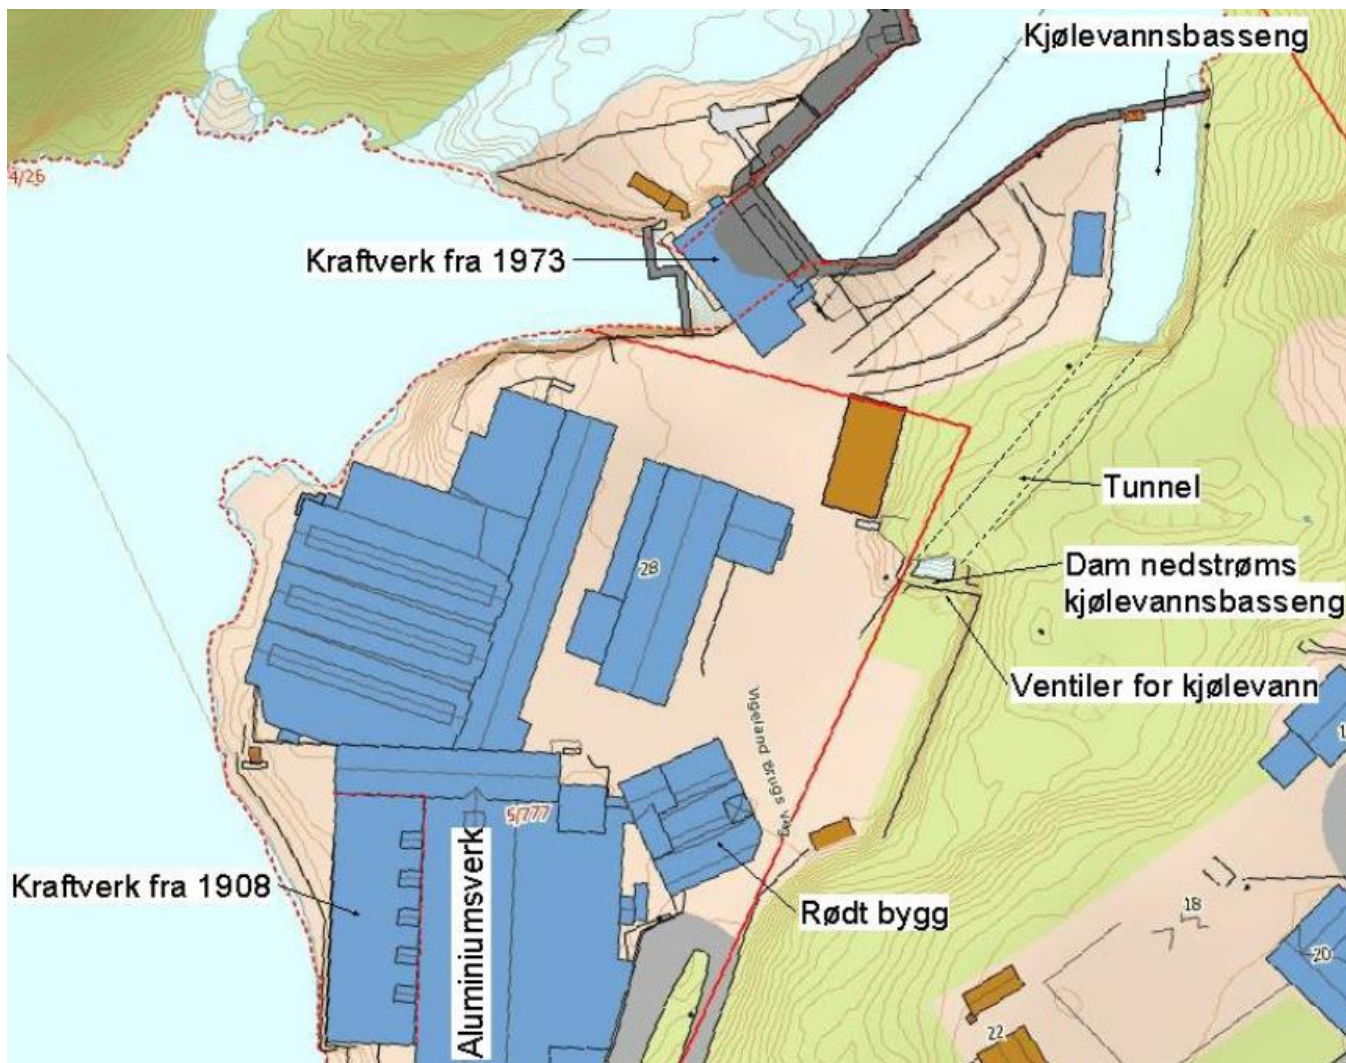 Kjølevannsbasseng
4/26
Kraftverk fra 1973
Tunnel
Dam nedstrøms
kjølevannsbasseng
28
Ventiler for kjølevann
Vigeland Brugs veg
5/777
Aluminiumsverk
Kraftverk fra 1908
Rødt bygg
18
20
22